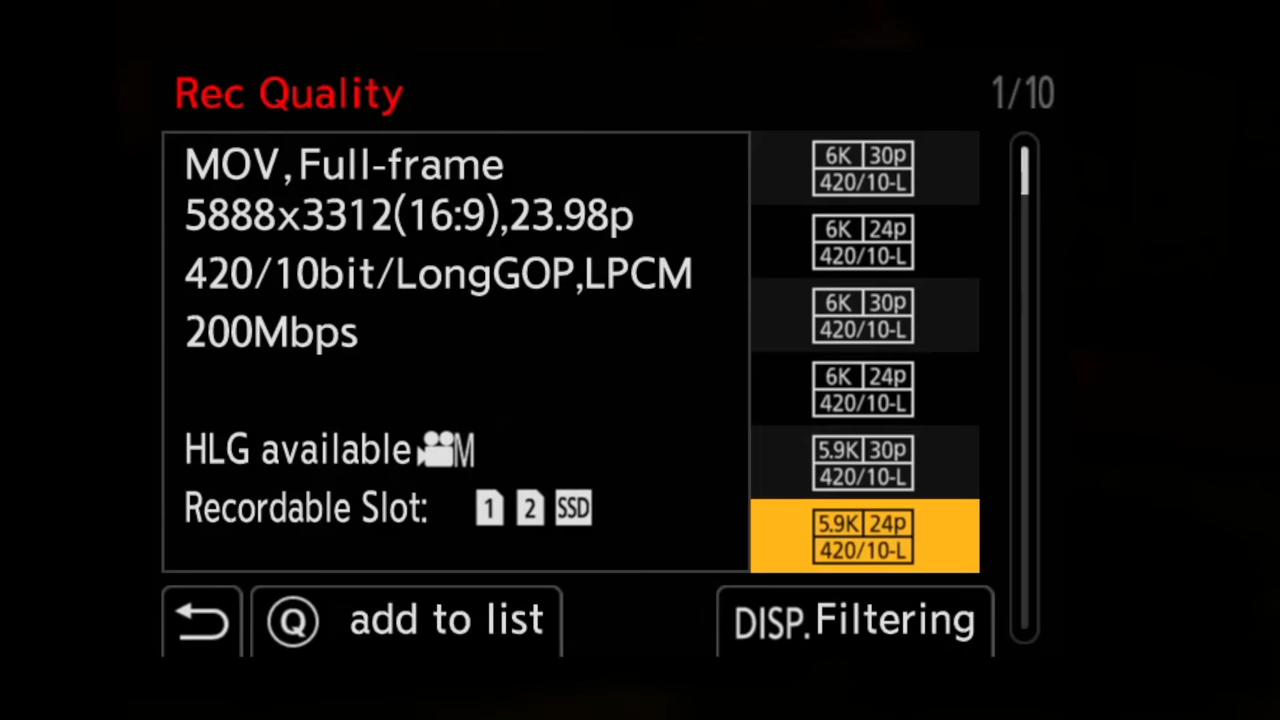 Rec Quality 1/10
MOV,Full-frame
5888x3312(16:9),23.98p
420/10bit/LongGOP,LPCM
200Mbps
HLG available M
Recordable Slot: 1 2 SSD
6K 30p
420/10-L
6K 24p
420/10-L
6K 30p
420/10-L
6K 24p
420/10-L
5.9K 30p
420/10-L
5.9K 24p
420/10-L
Q add to list
DISP.Filtering